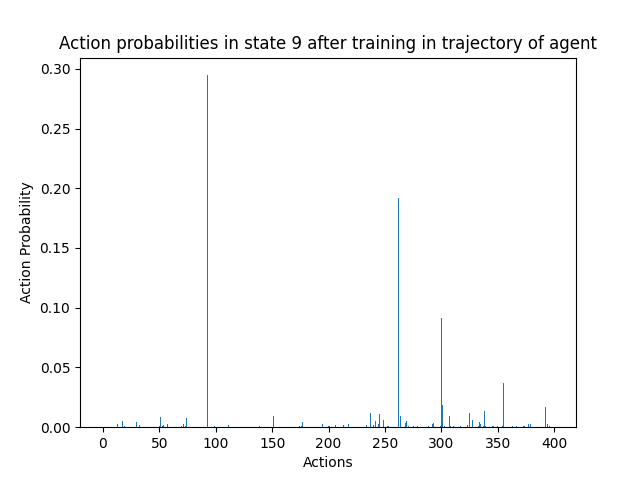 Action probabilities in state 9 after training in trajectory of agent
0.30
0.25
0.20
0.15
0.10
0.05
0.00
Action Probability
0 50 100 150 200 250 300 350 400
Actions